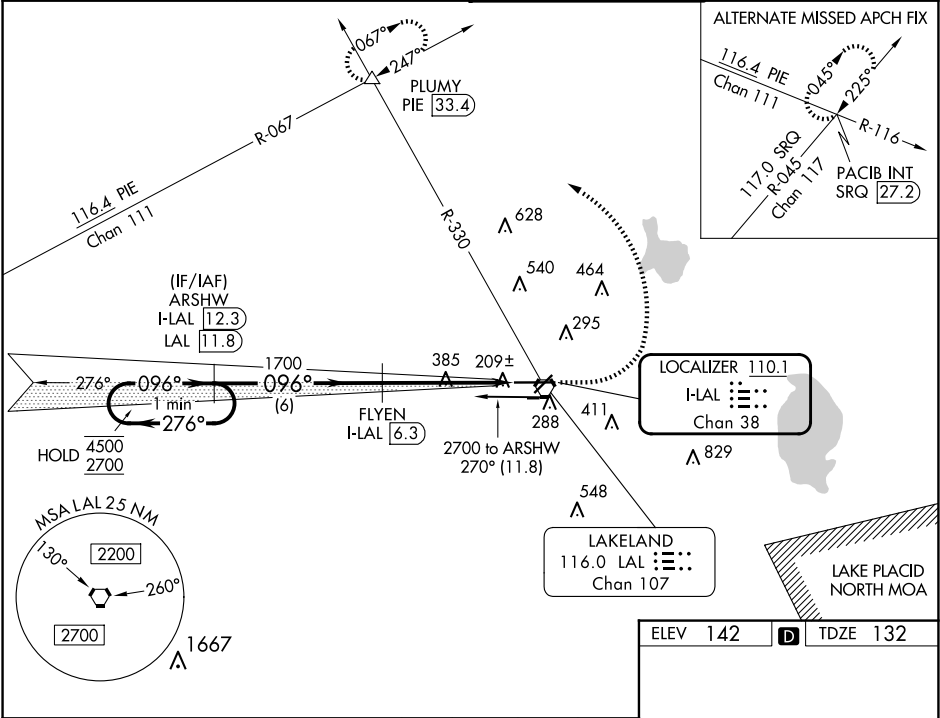 067°
247°
PLUMY
PIE 33.4
R-067
116.4 PIE
Chan 111
R-330
ALTERNATE MISSED APCH FIX
116.4 PIE
Chan 111
045°
225°
R-116
117.0 SRQ
R-045
Chan 117
PACIB INT
SRQ 27.2
628
540
464
295
(IF/IAF)
ARSHW
I-LAL 12.3
LAL 11.8
1700
385
209±
276°
096°
096°
1 min
(6)
276°
FLYEN
I-LAL 6.3
HOLD 4500
2700
2700 to ARSHW
270° (11.8)
288
411
LOCALIZER 110.1
I-LAL
Chan 38
829
548
LAKELAND
116.0 LAL
Chan 107
LAKE PLACID
NORTH MOA
MSA LAL 25 NM
130°
2200
260°
2700
1667
ELEV 142 D TDZE 132